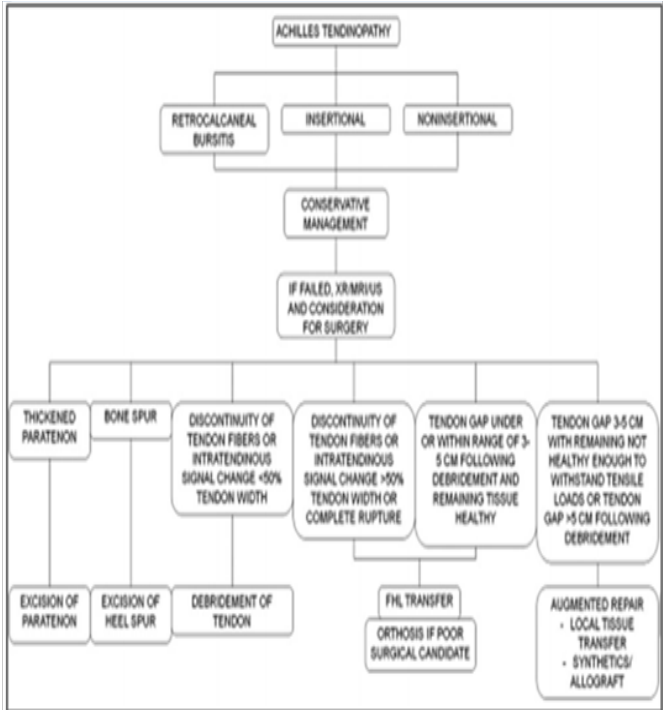 ACHILLES TENDINOPATHY
RETROCALCANEAL
BURSITIS
INSERTIONAL
NONINSERTIONAL
CONSERVATIVE
MANAGEMENT
IF FAILED, XR/MRI/US
AND CONSIDERATION
FOR SURGERY
THICKENED
PARATENON
BONE SPUR
DISCONTINUITY OF
TENDON FIBERS OR
INTRATENDINOUS
SIGNAL CHANGE <50%
TENDON WIDTH
DISCONTINUITY OF
TENDON FIBERS OR
INTRATENDINOUS
SIGNAL CHANGE >50%
TENDON WIDTH OR
COMPLETE RUPTURE
TENDON GAP UNDER
OR WITHIN RANGE OF 3-
5 CM FOLLOWING
DEBRIDEMENT AND
REMAINING TISSUE
HEALTHY
TENDON GAP 3-5 CM
WITH REMAINING NOT
HEALTHY ENOUGH TO
WITHSTAND TENSILE
LOADS OR TENDON
GAP >5 CM FOLLOWING
DEBRIDEMENT
EXCISION OF
PARATENON
EXCISION OF
HEEL SPUR
DEBRIDEMENT OF
TENDON
FHL TRANSFER
ORTHOSIS IF POOR
SURGICAL CANDIDATE
AUGMENTED REPAIR
- LOCAL TISSUE
TRANSFER
- SYNTHETICS/
ALLOGRAFT